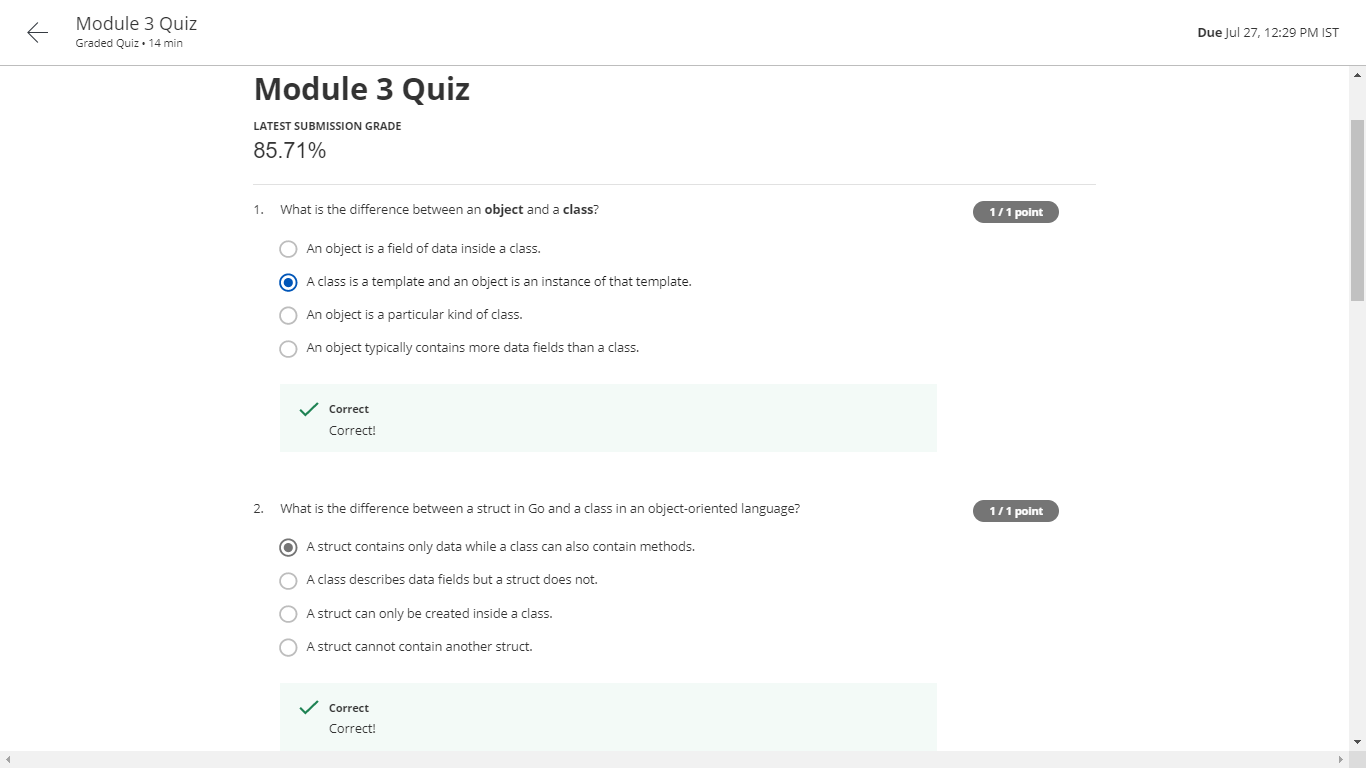 Module 3 Quiz
Graded Quiz • 14 min
Due Jul 27, 12:29 PM IST
Module 3 Quiz
LATEST SUBMISSION GRADE
85.71%
1. What is the difference between an object and a class?
1 / 1 point
An object is a field of data inside a class.
A class is a template and an object is an instance of that template.
An object is a particular kind of class.
An object typically contains more data fields than a class.
Correct
Correct!
2. What is the difference between a struct in Go and a class in an object-oriented language?
1 / 1 point
A struct contains only data while a class can also contain methods.
A class describes data fields but a struct does not.
A struct can only be created inside a class.
A struct cannot contain another struct.
Correct
Correct!